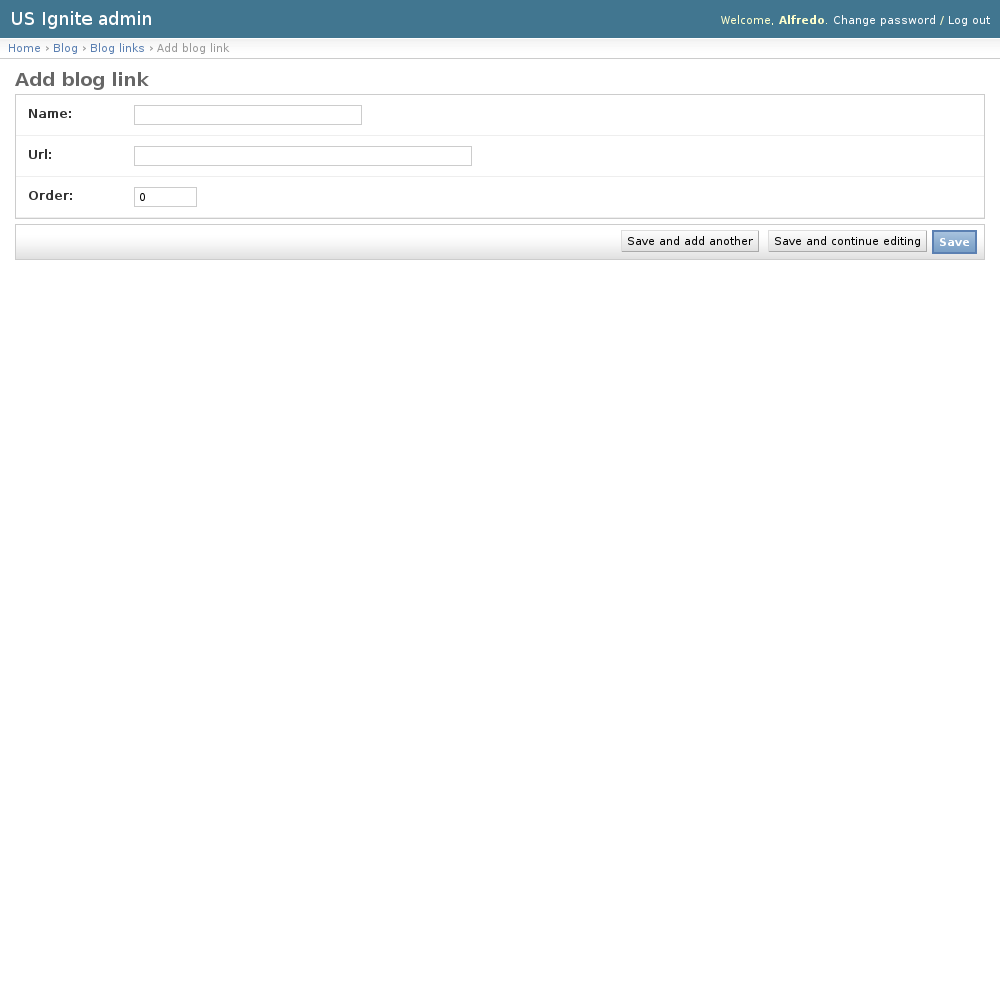 US Ignite admin
Welcome, Alfredo. Change password / Log out
Home › Blog › Blog links › Add blog link
Add blog link
Name:
Url:
Order: 0
Save and add another Save and continue editing Save